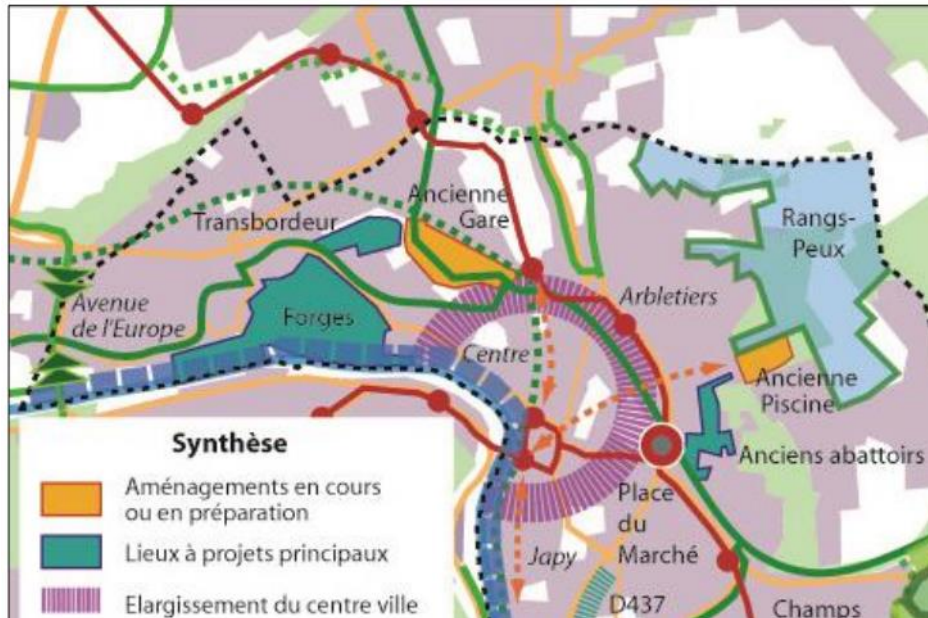 Ancienne
Gare
Transbordeur
Rangs-
Peux
Avenue
de l'Europe
Forges
Arbletiers
Centre
Ancienne
Piscine
Anciens abattoirs
Place
du
Marché
Japy
D437
Champs
Synthèse
Aménagements en cours
ou en préparation
Lieux à projets principaux
Elargissement du centre ville